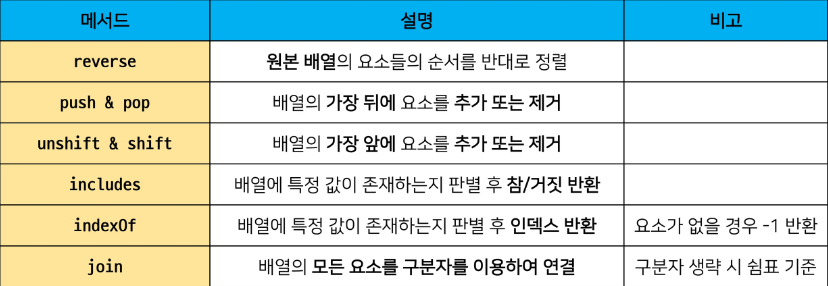 메서드 설명 비고
reverse 원본 배열의 요소들의 순서를 반대로 정렬
push & pop 배열의 가장 뒤에 요소를 추가 또는 제거
unshift & shift 배열의 가장 앞에 요소를 추가 또는 제거
includes 배열에 특정 값이 존재하는지 판별 후 참/거짓 반환
indexOf 배열에 특정 값이 존재하는지 판별 후 인덱스 반환 요소가 없을 경우 -1 반환
join 배열의 모든 요소를 구분자를 이용하여 연결 구분자 생략 시 쉼표 기준